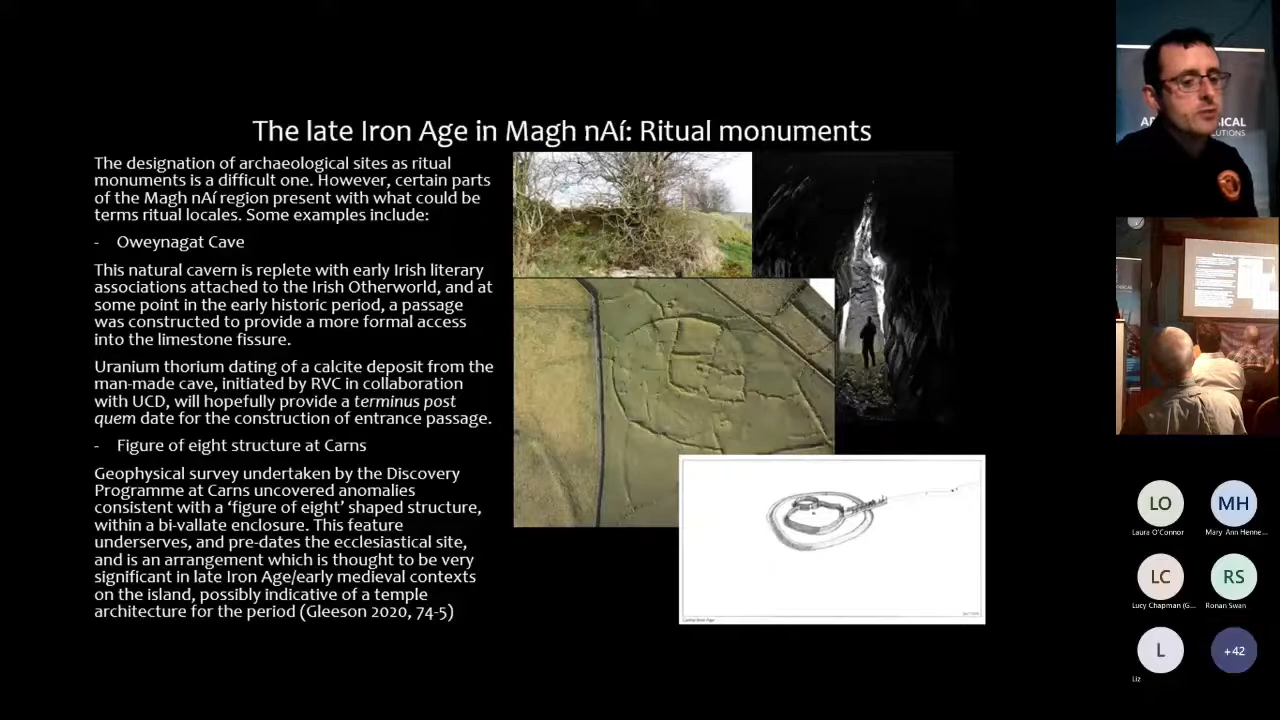 The late Iron Age in Magh nAí: Ritual monuments
The designation of archaeological sites as ritual
monuments is a difficult one. However, certain parts
of the Magh nAí region present with what could be
terms ritual locales. Some examples include:
- Oweynagat Cave
This natural cavern is replete with early Irish literary
associations attached to the Irish Otherworld, and at
some point in the early historic period, a passage
was constructed to provide a more formal access
into the limestone fissure.
Uranium thorium dating of a calcite deposit from the
man-made cave, initiated by RVC in collaboration
with UCD, will hopefully provide a terminus post
quem date for the construction of entrance passage.
- Figure of eight structure at Carns
Geophysical survey undertaken by the Discovery
Programme at Carns uncovered anomalies
consistent with a ‘figure of eight’ shaped structure,
within a bi-vallate enclosure. This feature
underserves, and pre-dates the ecclesiastical site,
and is an arrangement which is thought to be very
significant in late Iron Age/early medieval contexts
on the island, possibly indicative of a temple
architecture for the period (Gleeson 2020, 74-5)
LO
Laura O'Connor
MH
Mary Ann Henne...
LC
Lucy Chapman (G...
RS
Ronan Swan
L
Liz
+42